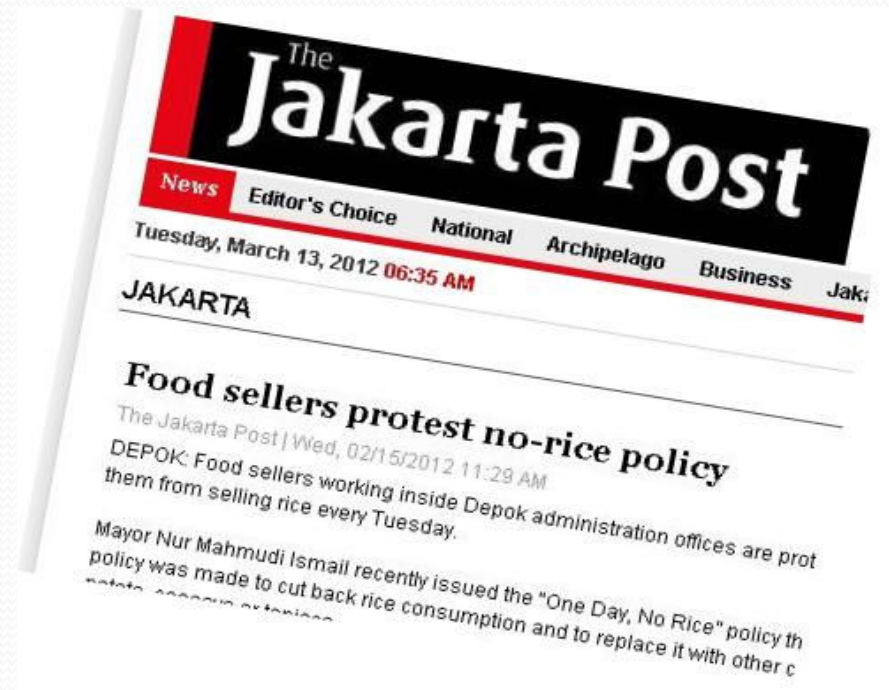 The
Jakarta Post
News Editor's Choice National Archipelago Business
Tuesday, March 13, 2012 06:35 AM
JAKARTA
Food sellers protest no-rice policy
The Jakarta Post | Wed, 02/15/2012 11:29 AM
DEPOK: Food sellers working inside Depok administration offices are prot
them from selling rice every Tuesday.
Mayor Nur Mahmudi Ismail recently issued the "One Day, No Rice" policy th
policy was made to cut back rice consumption and to replace it with other c